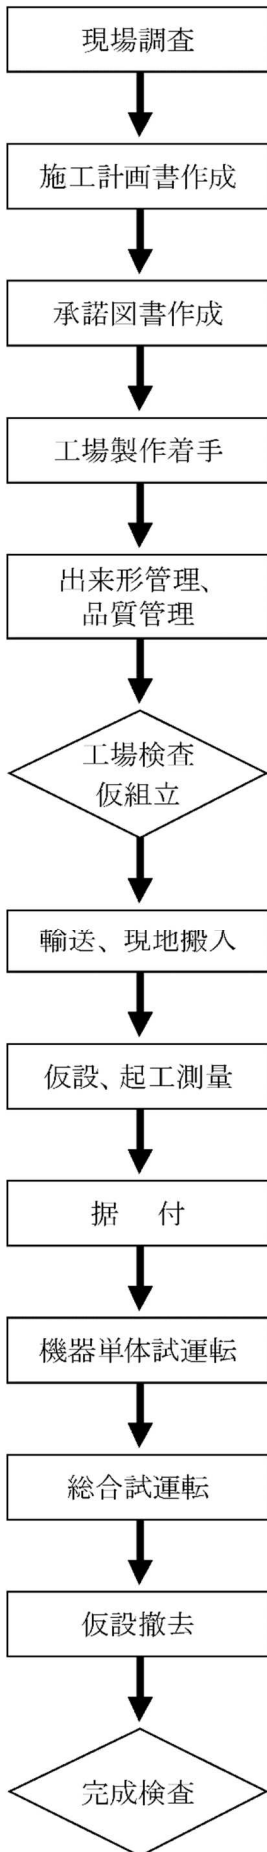 現場調査
施工計画書作成
承諾図書作成
工場製作着手
出来形管理、
品質管理
工場検査
仮組立
輸送、現地搬入
仮設、起工測量
据　付
機器単体試運転
総合試運転
仮設撤去
完成検査